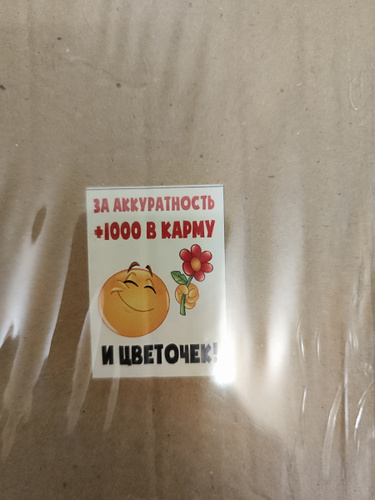 ЗА АККУРАТНОСТЬ
+1000 В КАРМУ
И ЦВЕТОЧЕК!